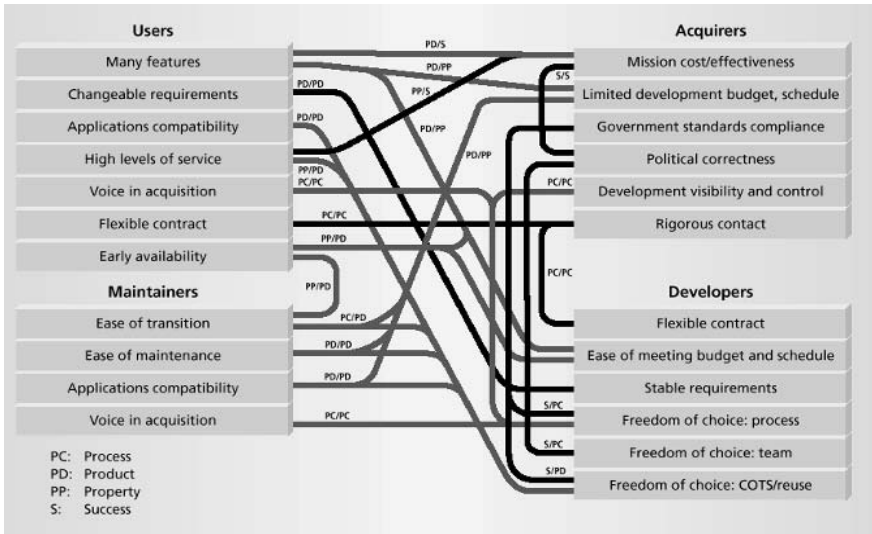 Users
Many features
Changeable requirements
Applications compatibility
High levels of service
Voice in acquisition
Flexible contract
Early availability
Maintainers
Ease of transition
Ease of maintenance
Applications compatibility
Voice in acquisition
PC: Process
PD: Product
PP: Property
S: Success
PD/S
PD/PP
S/S
PD/PD
PP/S
PD/PD
PD/PP
PD/PP
PP/PD
PC/PC
PC/PC
PC/PC
PP/PD
PC/PC
PP/PD
PC/PD
PD/PD
PD/PD
S/PC
PC/PC
S/PC
S/PD
Acquirers
Mission cost/effectiveness
Limited development budget, schedule
Government standards compliance
Political correctness
Development visibility and control
Rigorous contact
Developers
Flexible contract
Ease of meeting budget and schedule
Stable requirements
Freedom of choice: process
Freedom of choice: team
Freedom of choice: COTS/reuse